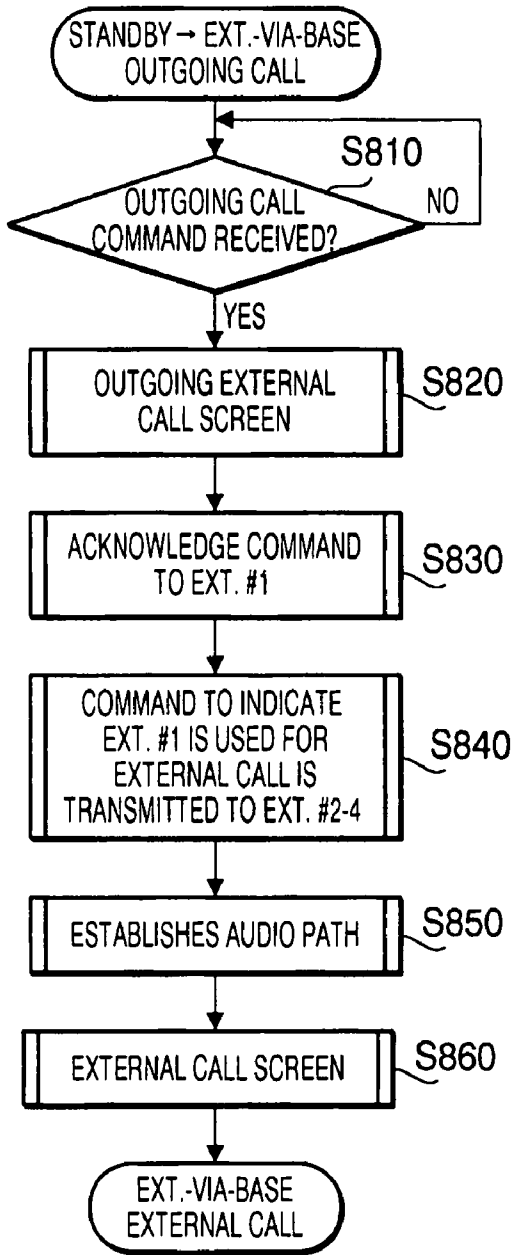 STANDBY → EXT.-VIA-BASE
OUTGOING CALL
S810
OUTGOING CALL
COMMAND RECEIVED?
NO
YES
OUTGOING EXTERNAL
CALL SCREEN
S820
ACKNOWLEDGE COMMAND
TO EXT. #1
S830
COMMAND TO INDICATE
EXT. #1 IS USED FOR
EXTERNAL CALL IS
TRANSMITTED TO EXT. #2-4
S840
ESTABLISHES AUDIO PATH
S850
EXTERNAL CALL SCREEN
S860
EXT.-VIA-BASE
EXTERNAL CALL